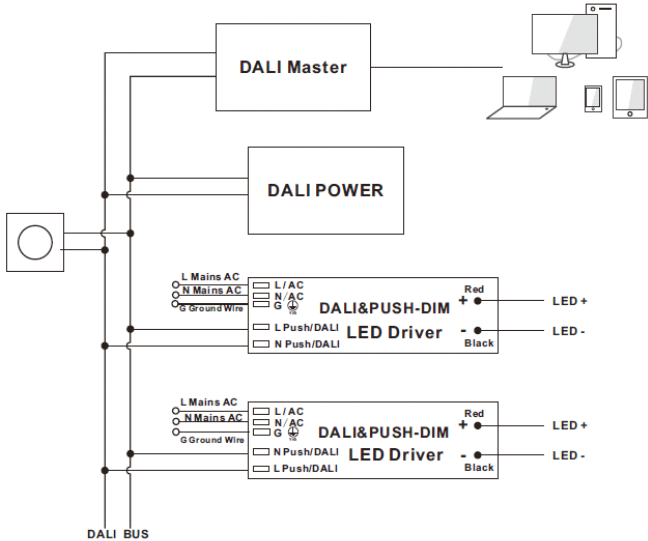 DALI Master
DALI POWER
L Mains AC
N Mains AC
G Ground Wire
L/AC
N/AC
G
L Push/DALI
N Push/DALI
DALI&PUSH-DIM
LED Driver
Red
+
-
Black
LED +
LED -
L Mains AC
N Mains AC
G Ground Wire
L/AC
N/AC
G
N Push/DALI
L Push/DALI
DALI&PUSH-DIM
LED Driver
Red
+
-
Black
LED +
LED -
DALI BUS